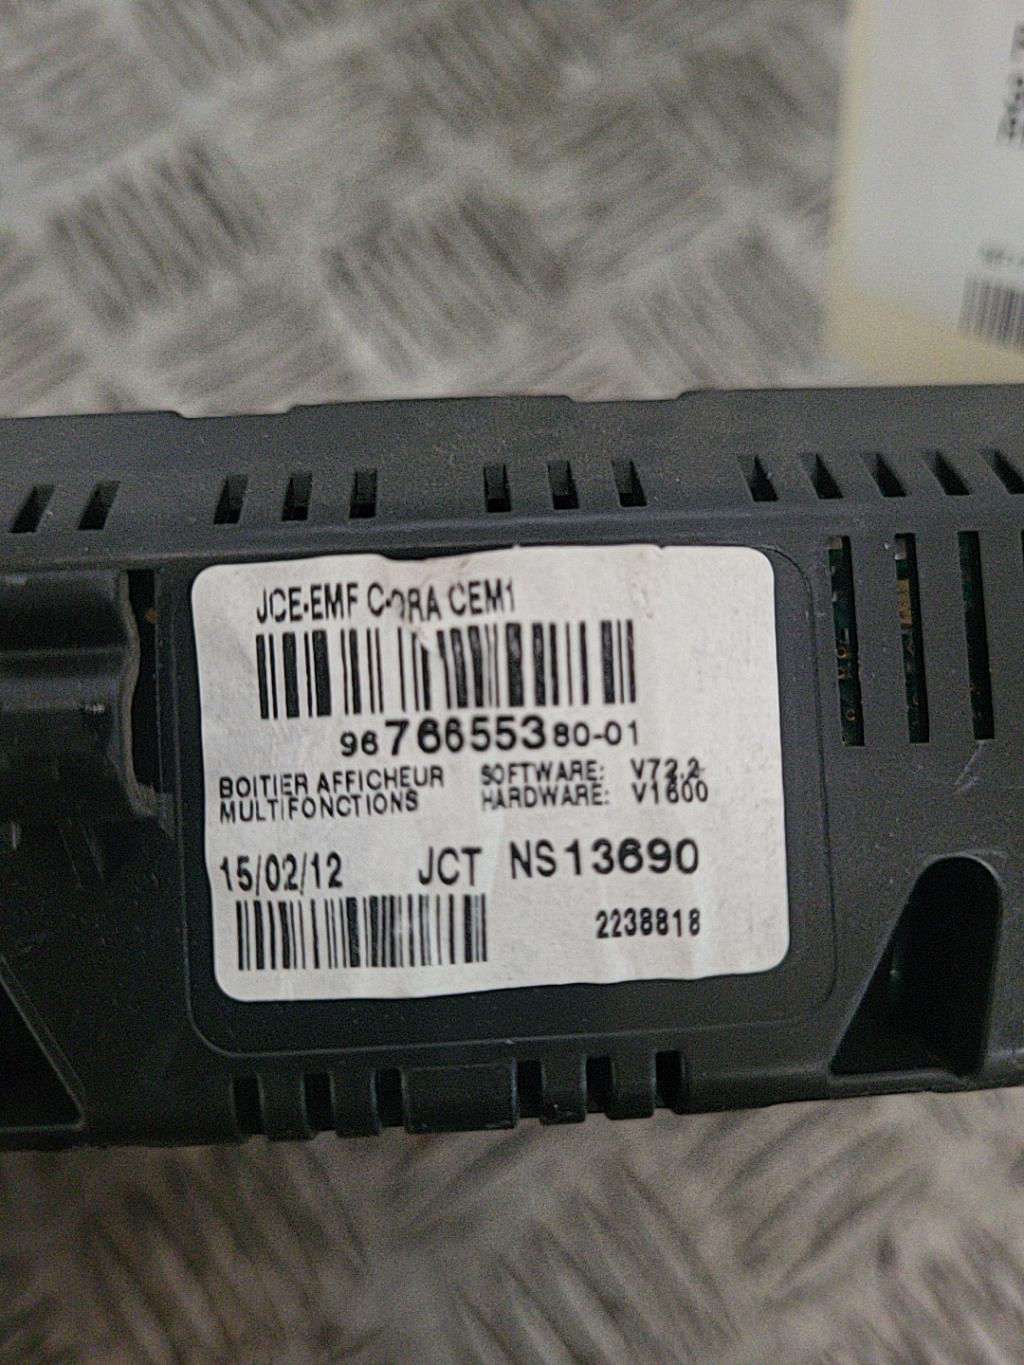 JCE-EMF C-ORA CEM1
9676655380-01
BOITIER AFFICHEUR SOFTWARE: V72.2
MULTIFONCTIONS HARDWARE: V1600
15/02/12 JCT NS13690
2238818